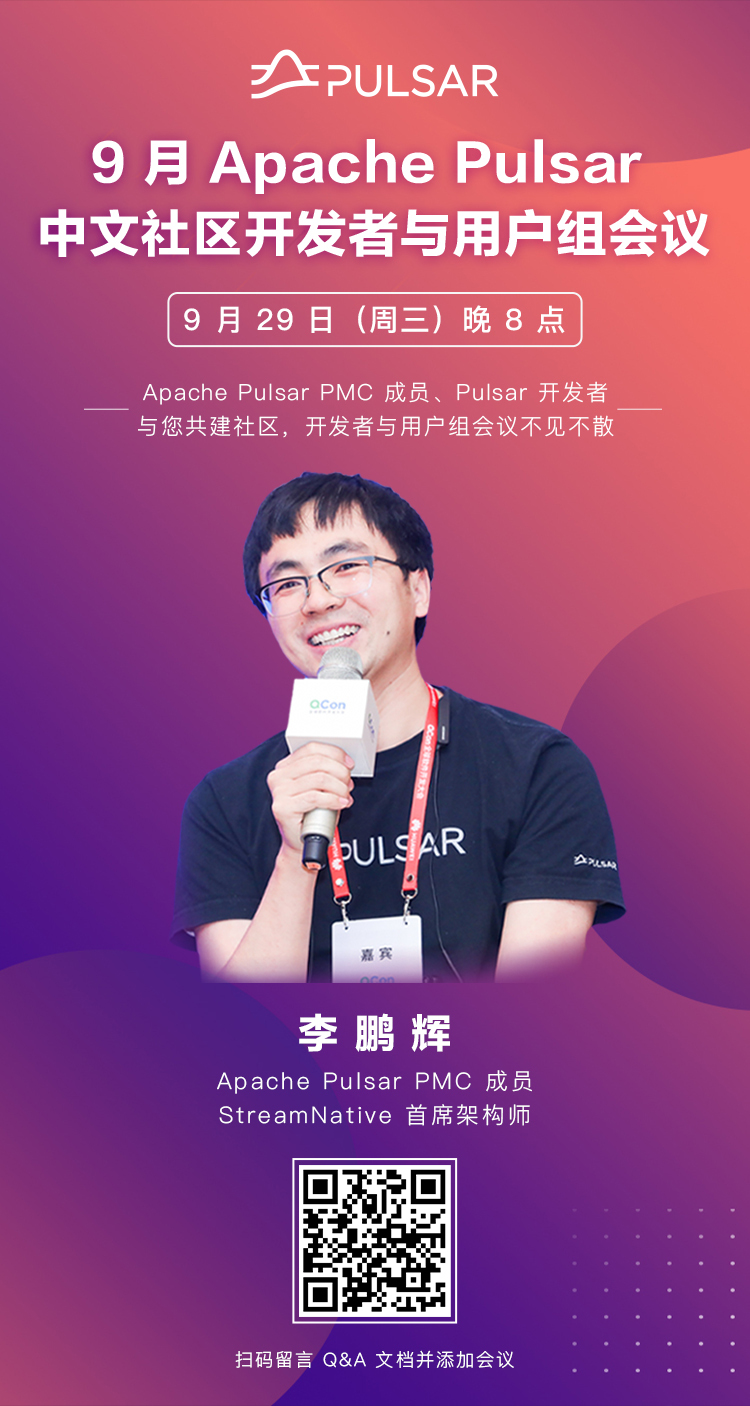 PULSAR
9 月 Apache Pulsar
中文社区开发者与用户组会议
9 月 29 日（周三）晚 8 点
Apache Pulsar PMC 成员、Pulsar 开发者
与您共建社区，开发者与用户组会议不见不散
QCon
PULSAR
PULSAR
嘉宾
QCon
李鹏辉
Apache Pulsar PMC 成员
StreamNative 首席架构师
扫码留言 Q&A 文档并添加会议